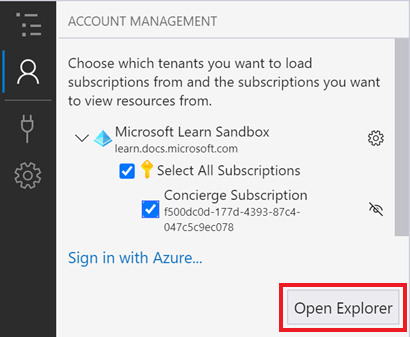 ACCOUNT MANAGEMENT
Choose which tenants you want to load
subscriptions from and the subscriptions you want
to view resources from.
Microsoft Learn Sandbox
learn.docs.microsoft.com
Select All Subscriptions
Concierge Subscription
f500dc0d-177d-4393-87c4-
047c5c9ec078
Sign in with Azure...
Open Explorer